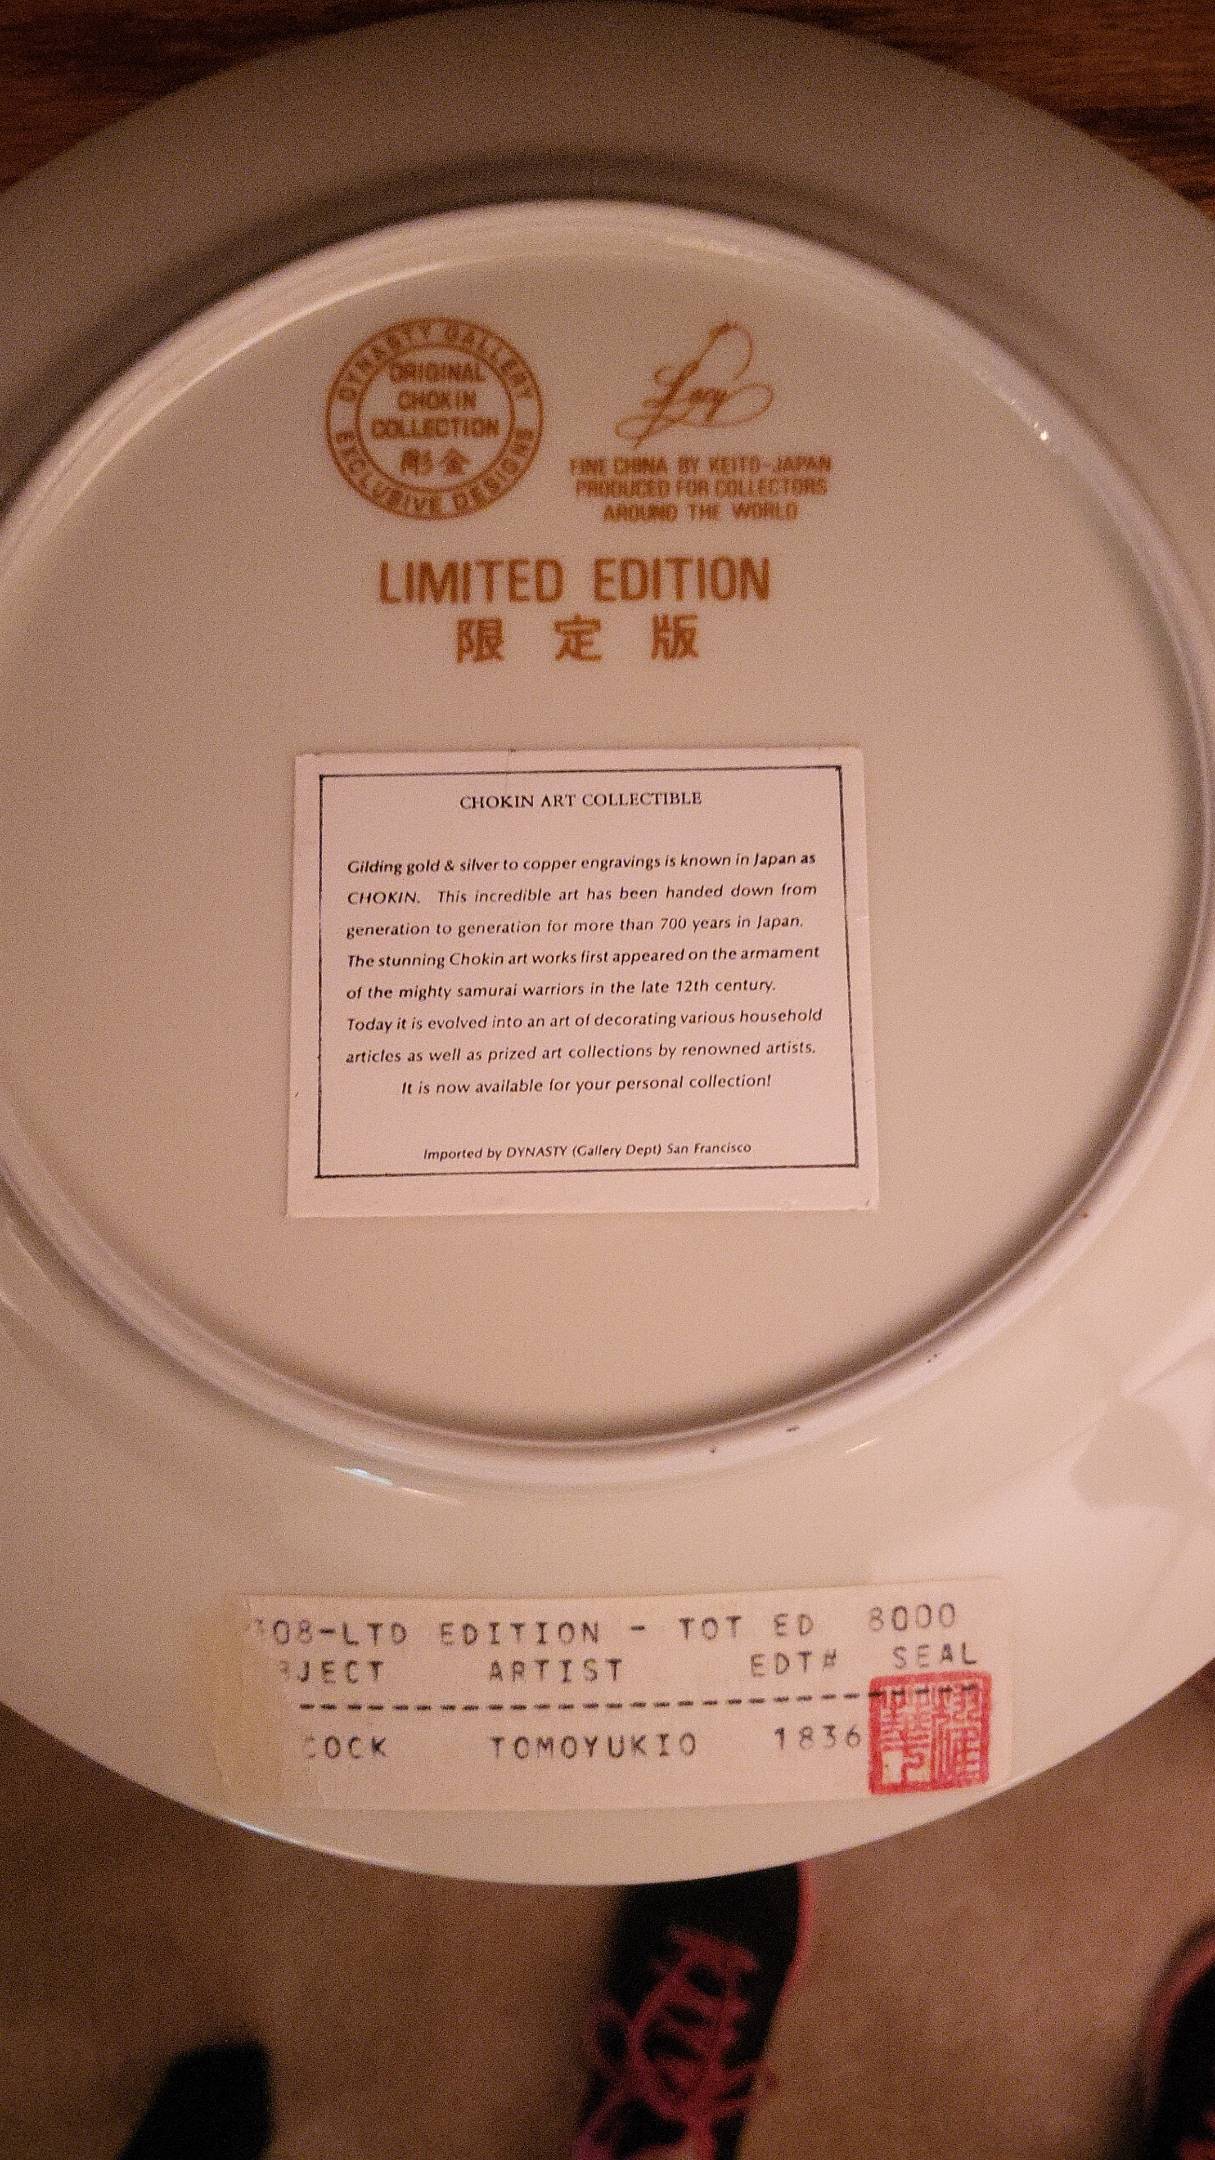 DYNASTY GALLERY
ORIGINAL
CHOKIN
COLLECTION
彫金
EXCLUSIVE DESIGNS
FINE CHINA BY KEITO-JAPAN
PRODUCED FOR COLLECTORS
AROUND THE WORLD
LIMITED EDITION
限定版
CHOKIN ART COLLECTIBLE
Gilding gold & silver to copper engravings is known in Japan as
CHOKIN. This incredible art has been handed down from
generation to generation for more than 700 years in Japan.
The stunning Chokin art works first appeared on the armament
of the mighty samurai warriors in the late 12th century.
Today it is evolved into an art of decorating various household
articles as well as prized art collections by renowned artists.
It is now available for your personal collection!
Imported by DYNASTY (Gallery Dept) San Francisco
08-LTD EDITION - TOT ED 8000
JECT ARTIST EDT# SEAL
COCK TOMOYUKIO 1836